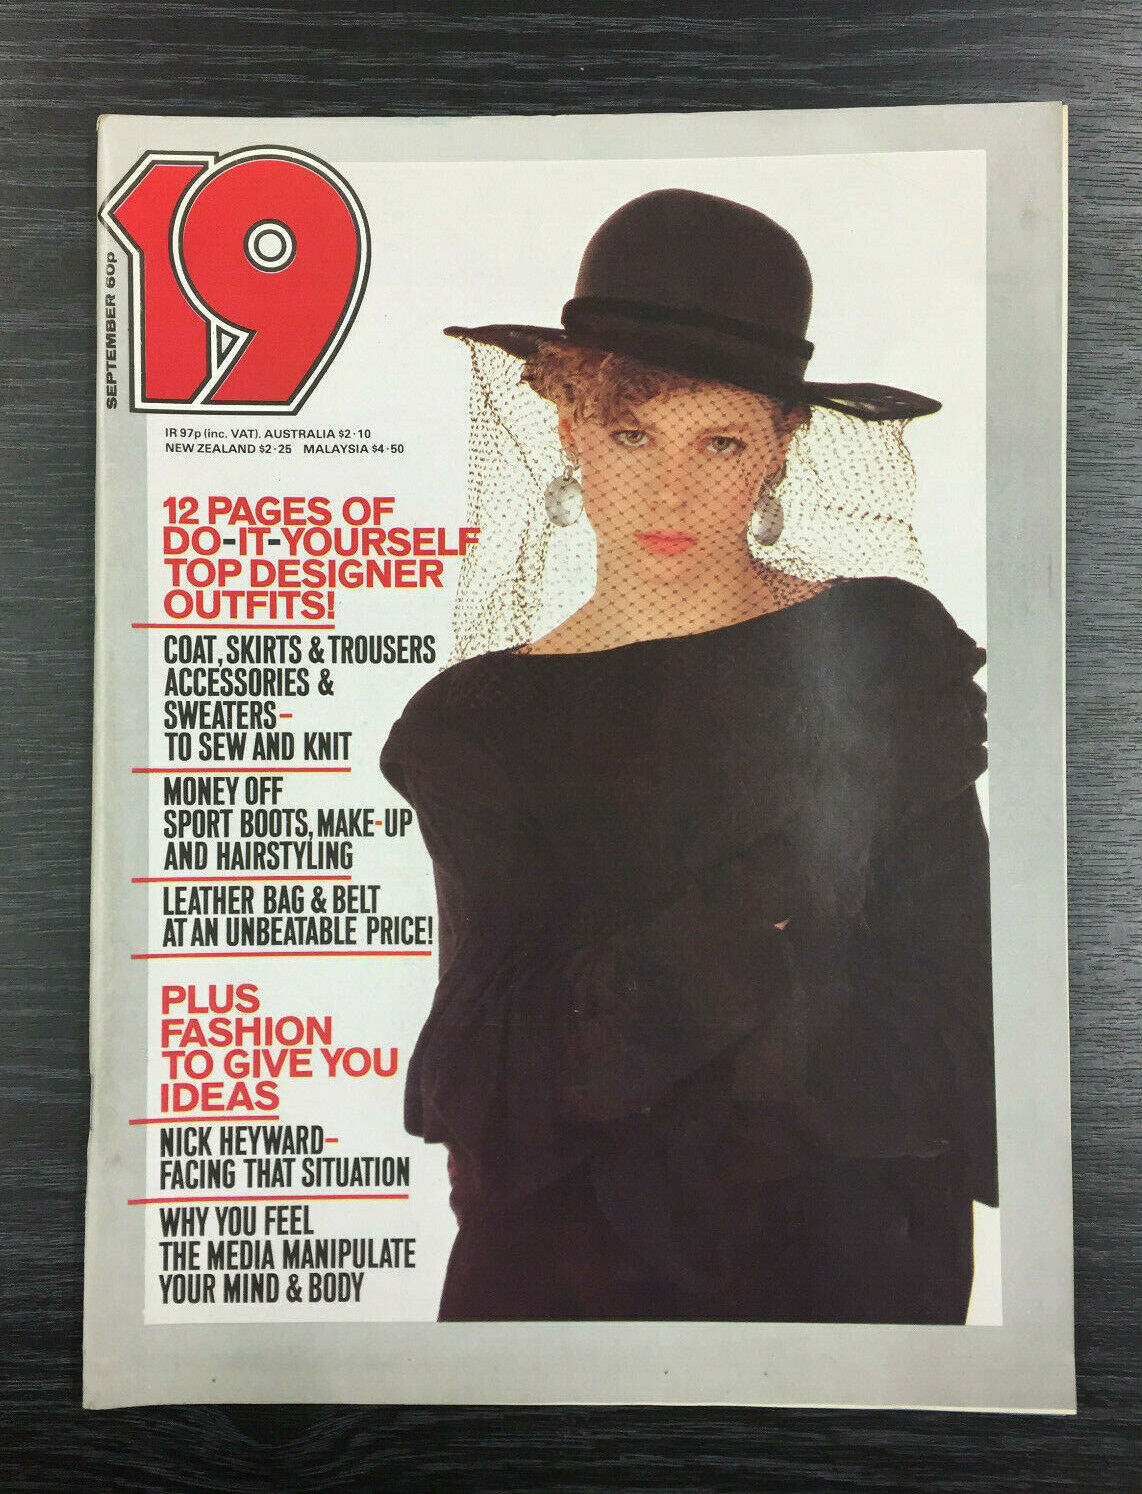 19
SEPTEMBER 60p
IR 97p (inc. VAT). AUSTRALIA $2·10
NEW ZEALAND $2·25 MALAYSIA $4·50
12 PAGES OF
DO-IT-YOURSELF
TOP DESIGNER
OUTFITS!
COAT, SKIRTS & TROUSERS
ACCESSORIES &
SWEATERS–
TO SEW AND KNIT
MONEY OFF
SPORT BOOTS, MAKE-UP
AND HAIRSTYLING
LEATHER BAG & BELT
AT AN UNBEATABLE PRICE!
PLUS
FASHION
TO GIVE YOU
IDEAS
NICK HEYWARD–
FACING THAT SITUATION
WHY YOU FEEL
THE MEDIA MANIPULATE
YOUR MIND & BODY